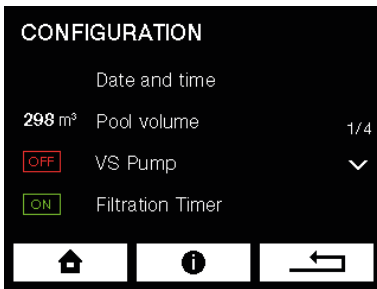 CONFIGURATION
Date and time
298 m³ Pool volume
1/4
OFF VS Pump
ON Filtration Timer